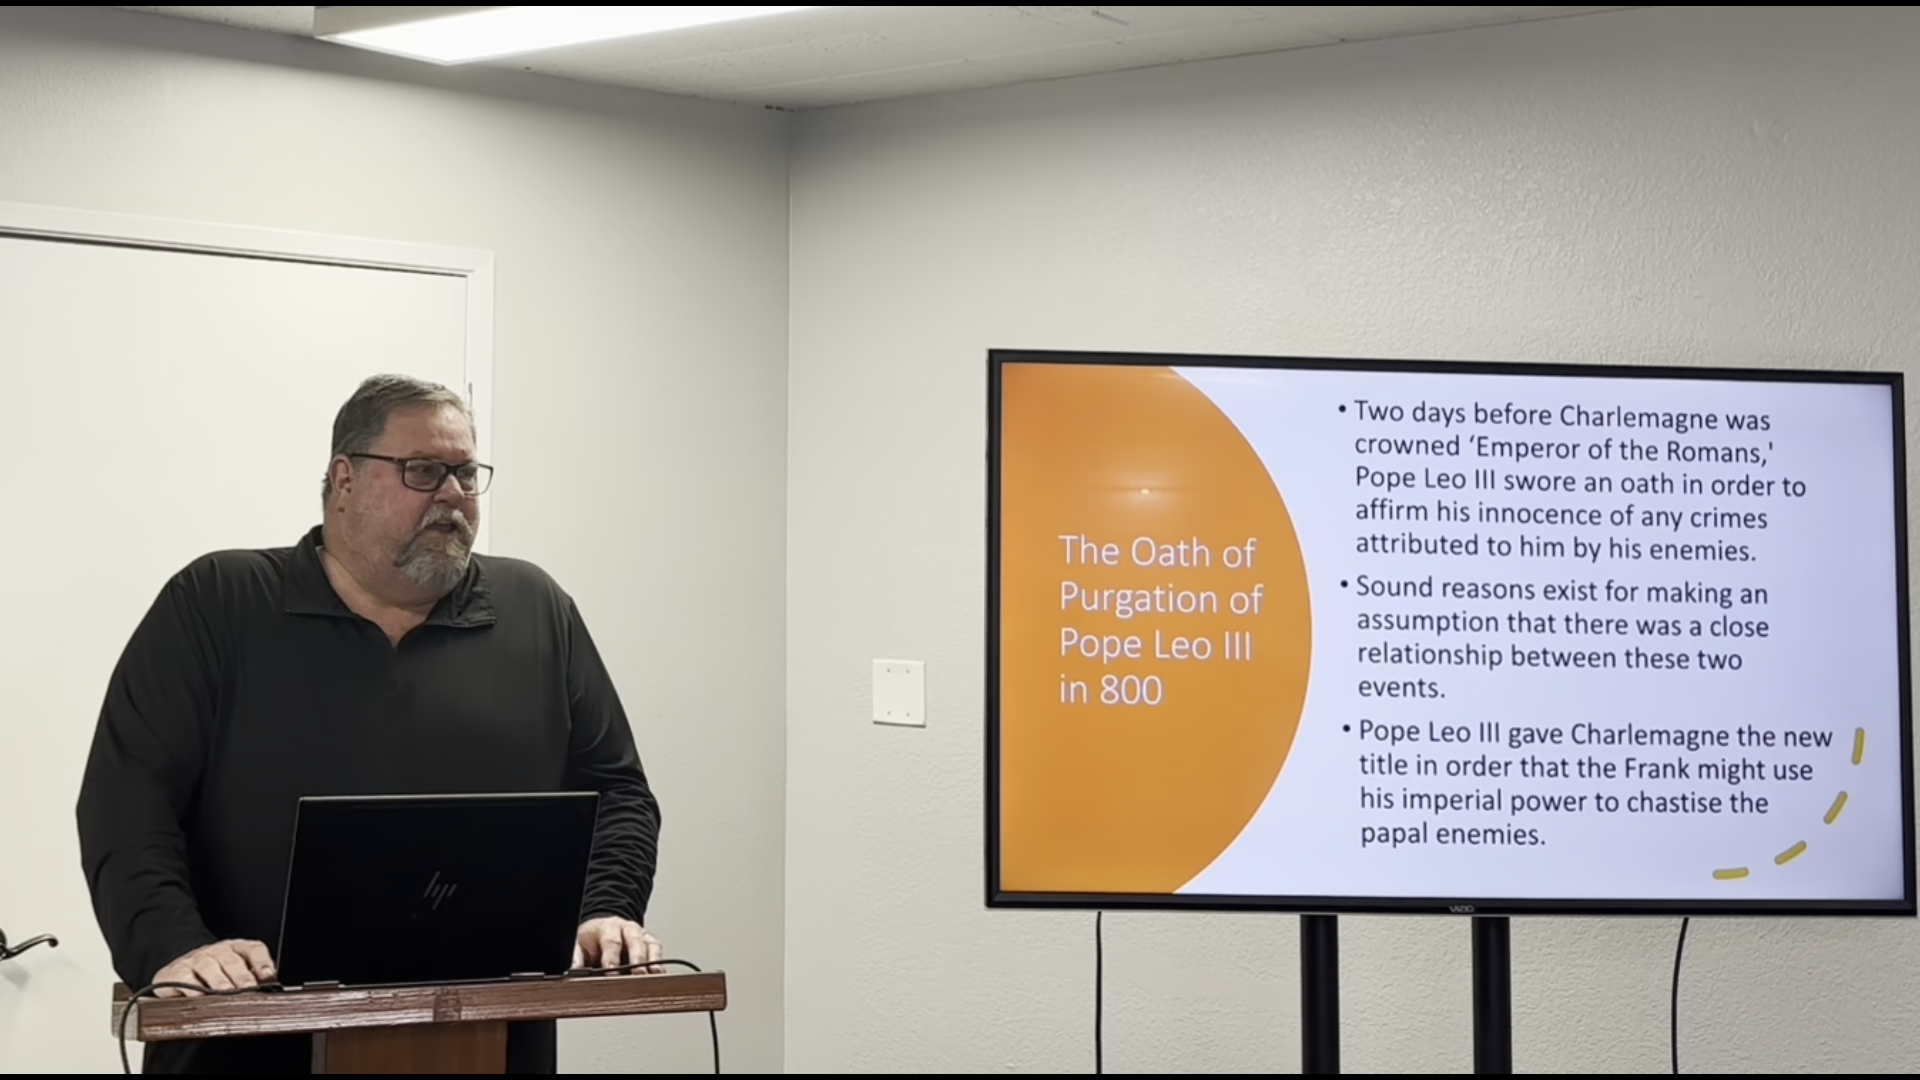 The Oath of
Purgation of
Pope Leo III
in 800
• Two days before Charlemagne was
crowned ‘Emperor of the Romans,'
Pope Leo III swore an oath in order to
affirm his innocence of any crimes
attributed to him by his enemies.
• Sound reasons exist for making an
assumption that there was a close
relationship between these two
events.
• Pope Leo III gave Charlemagne the new
title in order that the Frank might use
his imperial power to chastise the
papal enemies.
VIZIO
hp